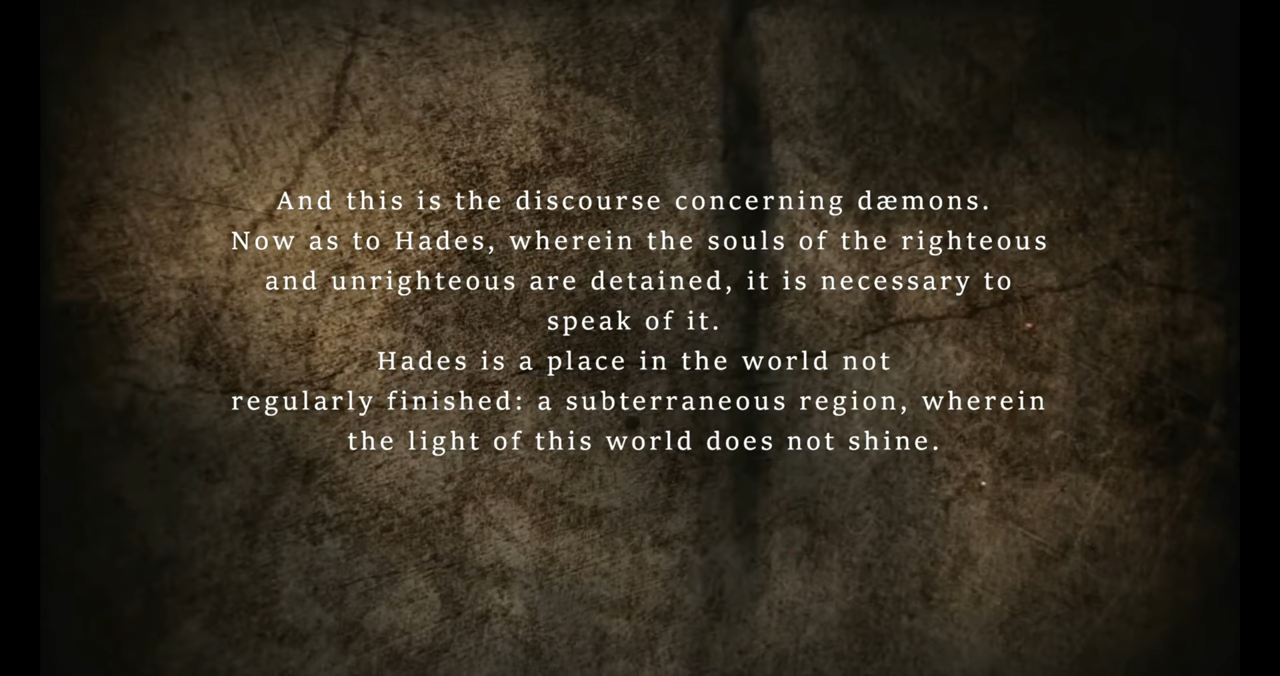 And this is the discourse concerning dæmons.
Now as to Hades, wherein the souls of the righteous
and unrighteous are detained, it is necessary to
speak of it.
Hades is a place in the world not
regularly finished: a subterraneous region, wherein
the light of this world does not shine.